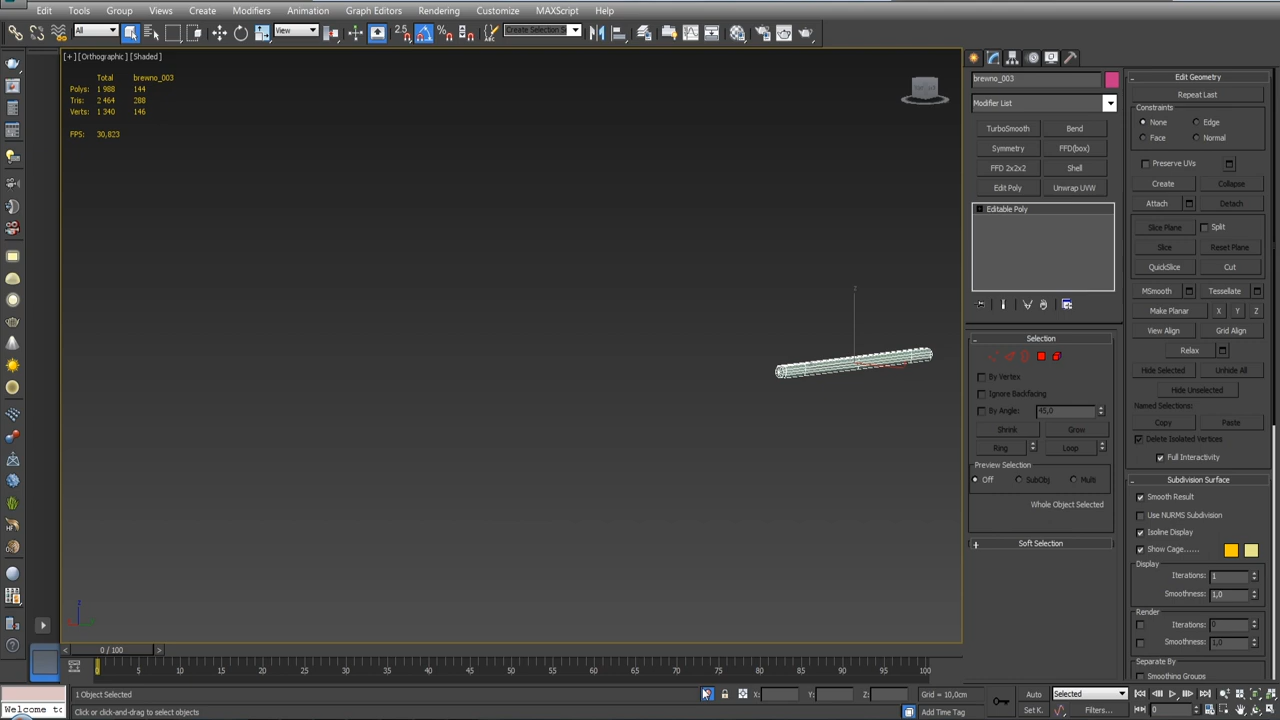 Edit Tools Group Views Create Modifiers Animation Graph Editors Rendering Customize MAXScript Help
All View 2.5 Create Selection Se
[+] [Orthographic] [Shaded]
Total brewno_003
Polys: 1 988 144
Tris: 2 464 288
Verts: 1 340 146
FPS: 30,823
z
brewno_003
Modifier List
TurboSmooth Bend
Symmetry FFD(box)
FFD 2x2x2 Shell
Edit Poly Unwrap UVW
Editable Poly
Selection
By Vertex
Ignore Backfacing
By Angle: 45,0
Shrink Grow
Ring Loop
Preview Selection
Off SubObj Multi
Whole Object Selected
Soft Selection
Edit Geometry
Repeat Last
Constraints
None Edge
Face Normal
Preserve UVs
Create Collapse
Attach Detach
Slice Plane Split
Slice Reset Plane
QuickSlice Cut
MSmooth Tessellate
Make Planar X Y Z
View Align Grid Align
Relax
Hide Selected Unhide All
Hide Unselected
Named Selections:
Copy Paste
Delete Isolated Vertices
Full Interactivity
Subdivision Surface
Smooth Result
Use NURMS Subdivision
Isoline Display
Show Cage......
Display
Iterations: 1
Smoothness: 1,0
Render
Iterations: 0
Smoothness: 1,0
Separate By
Smoothing Groups
0 / 100
0 5 10 15 20 25 30 35 40 45 50 55 60 65 70 75 80 85 90 95 100
1 Object Selected X: Y: Z: Grid = 10,0cm Auto Selected
Welcome to Click or click-and-drag to select objects Add Time Tag Set K. Filters... 0